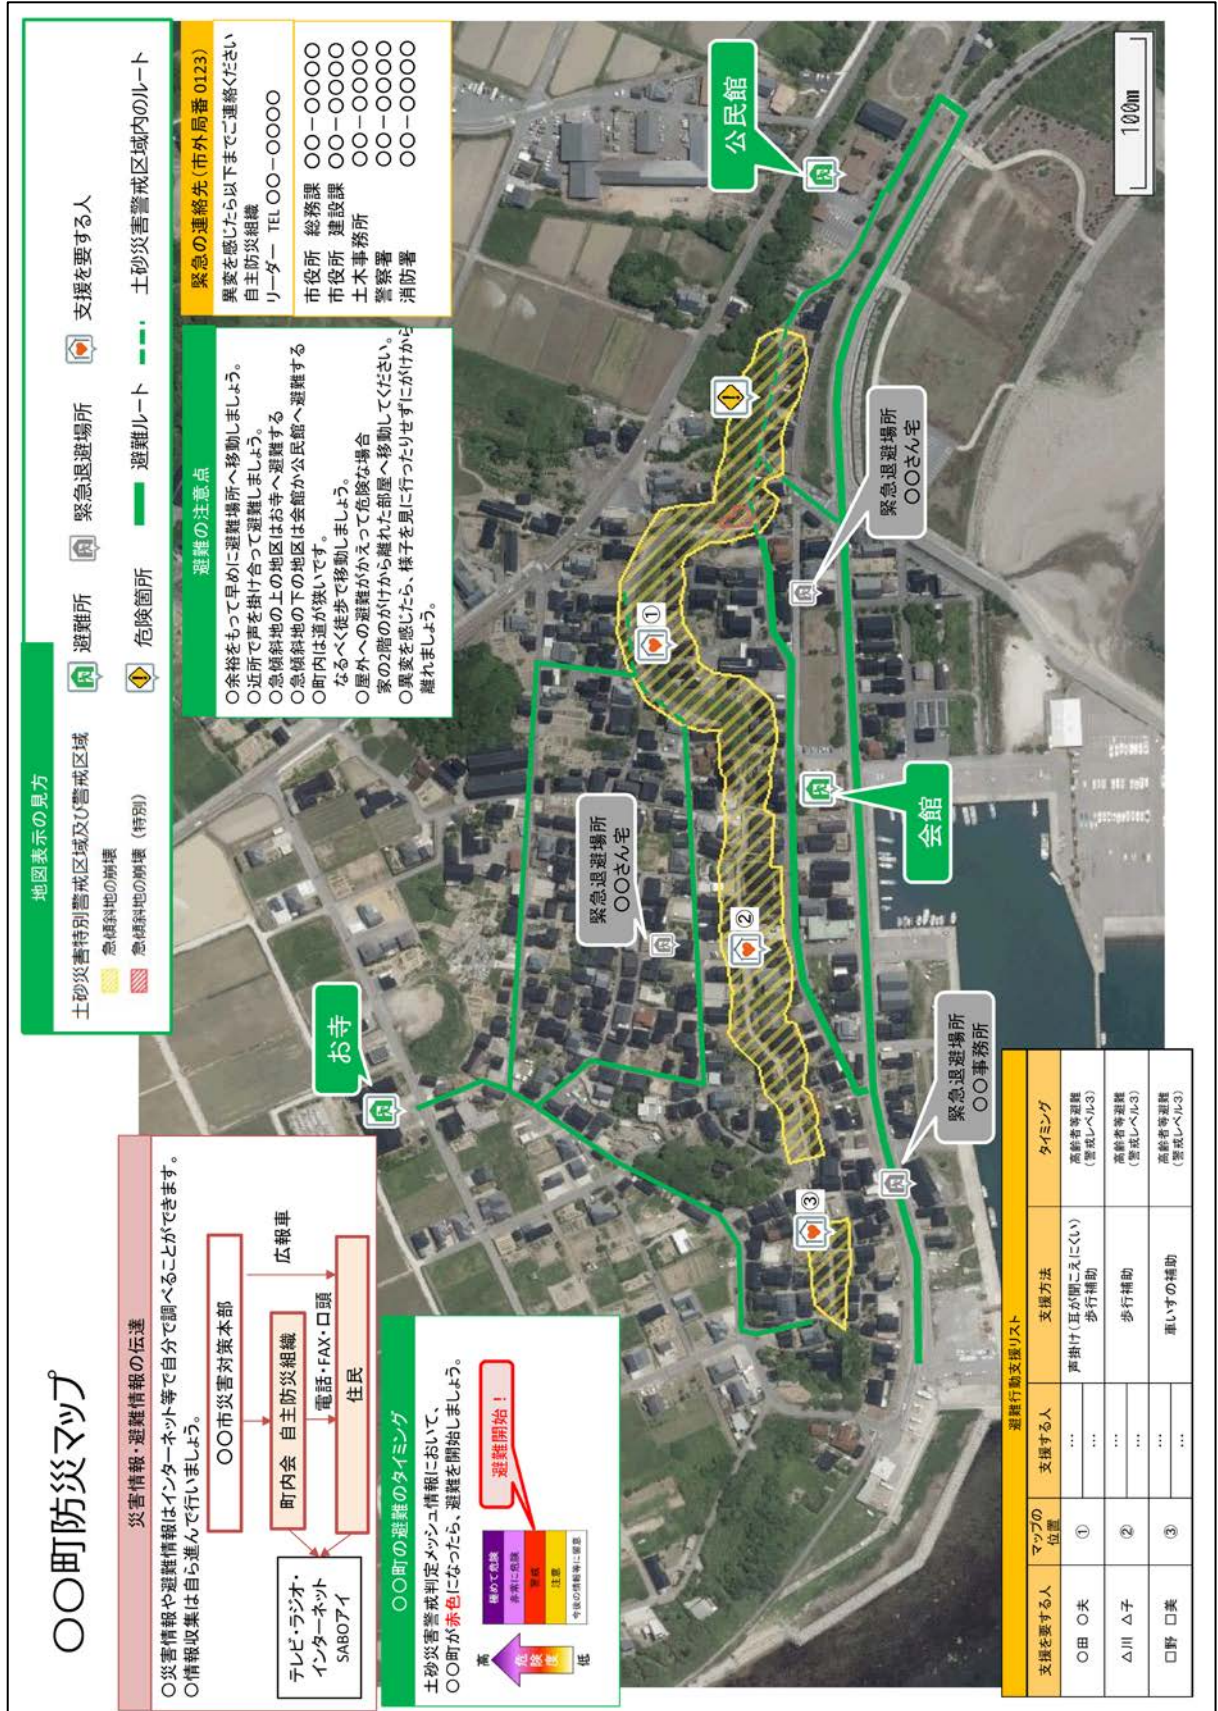 〇〇町防災マップ
災害情報・避難情報の伝達
〇災害情報や避難情報はインターネット等で自分で調べることができます。
〇情報収集は自ら進んで行いましょう。
〇〇市災害対策本部
町内会 自主防災組織
広報車
電話・FAX・口頭
住民
テレビ・ラジオ・
インターネット
SABOアイ
〇〇町の避難のタイミング
土砂災害警戒判定メッシュ情報において、
〇〇町が赤色になったら、避難を開始しましょう。
高
危険度
低
極めて危険
非常に危険
警戒
注意
今後の情報等に留意
避難開始！
地図表示の見方
土砂災害特別警戒区域及び警戒区域
急傾斜地の崩壊
急傾斜地の崩壊（特別）
避難所
緊急退避場所
支援を要する人
危険箇所
避難ルート
土砂災害警戒区域内のルート
避難の注意点
〇余裕をもって早めに避難場所へ移動しましょう。
〇近所で声を掛け合って避難しましょう。
〇急傾斜地の上の地区はお寺へ避難する
〇急傾斜地の下の地区は会館か公民館へ避難する
〇町内は道が狭いです。
なるべく徒歩で移動しましょう。
〇屋外への避難がかえって危険な場合
家の2階のがけから離れた部屋へ移動してください。
〇異変を感じたら、様子を見に行ったりせずにがけから
離れましょう。
緊急の連絡先（市外局番 0123）
異変を感じたら以下までご連絡ください
自主防災組織
リーダー TEL 〇〇－〇〇〇〇
市役所 総務課 〇〇－〇〇〇〇
市役所 建設課 〇〇－〇〇〇〇
土木事務所 〇〇－〇〇〇〇
警察署 〇〇－〇〇〇〇
消防署 〇〇－〇〇〇〇
お寺
緊急退避場所
〇〇さん宅
①
②
③
公民館
会館
緊急退避場所
〇〇さん宅
緊急退避場所
〇〇事務所
100m
避難行動支援リスト
支援を要する人 マップの位置 支援する人 支援方法 タイミング
〇田 〇夫 ① … … 声掛け（耳が聞こえにくい） 歩行補助 高齢者等避難（警戒レベル3）
△川 △子 ② … … 歩行補助 高齢者等避難（警戒レベル3）
□野 □美 ③ … … 車いすの補助 高齢者等避難（警戒レベル3）